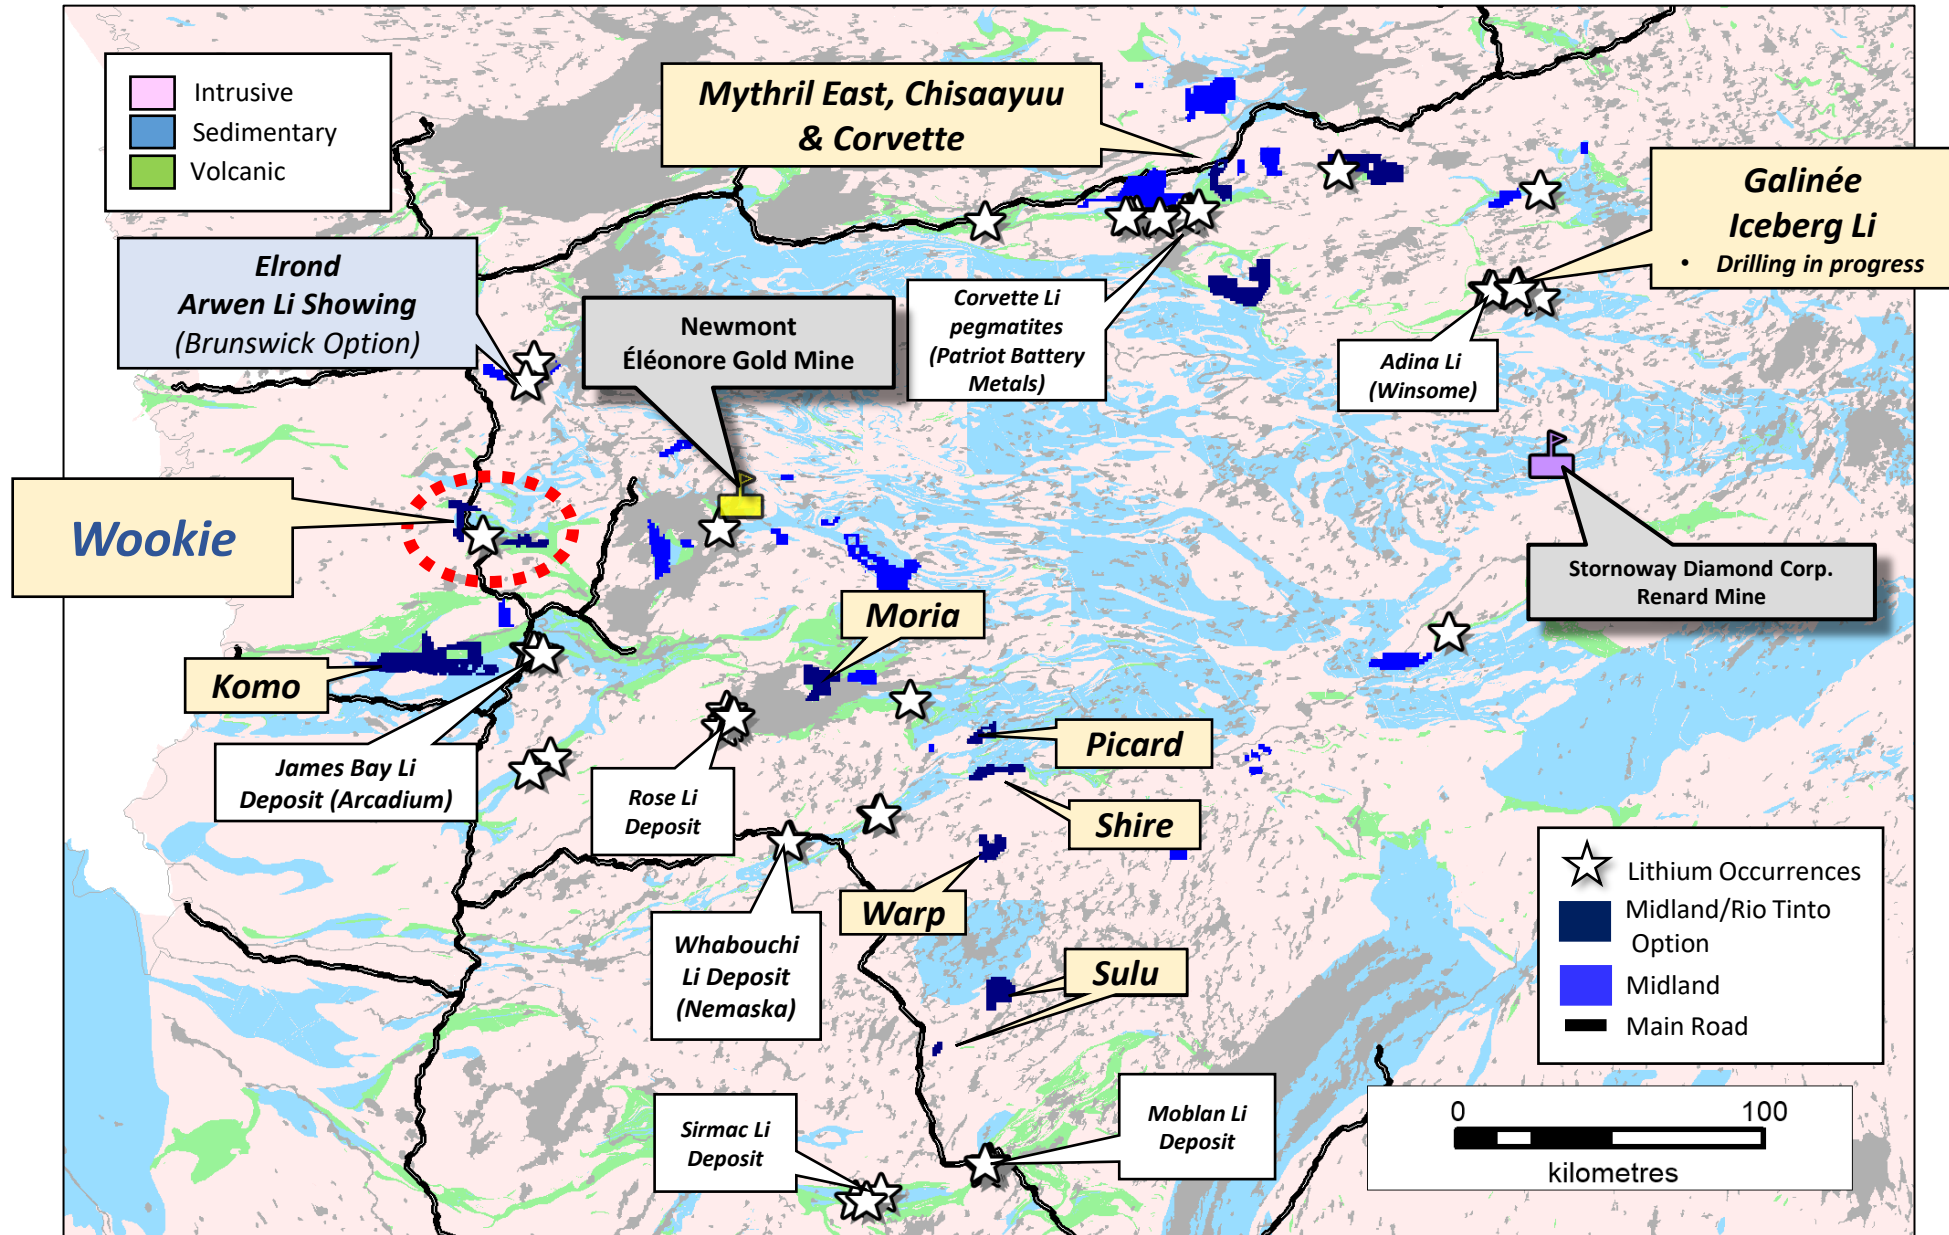 Intrusive
Sedimentary
Volcanic
Mythril East, Chisaayuu
& Corvette
Galinée
Iceberg Li
• Drilling in progress
Elrond
Arwen Li Showing
(Brunswick Option)
Newmont
Éléonore Gold Mine
Corvette Li
pegmatites
(Patriot Battery
Metals)
Adina Li
(Winsome)
Wookie
Stornoway Diamond Corp.
Renard Mine
Moria
Komo
Picard
James Bay Li
Deposit (Arcadium)
Rose Li
Deposit
Shire
Warp
Whabouchi
Li Deposit
(Nemaska)
Sulu
Lithium Occurrences
Midland/Rio Tinto
Option
Midland
Main Road
Sirmac Li
Deposit
Moblan Li
Deposit
0 100
kilometres